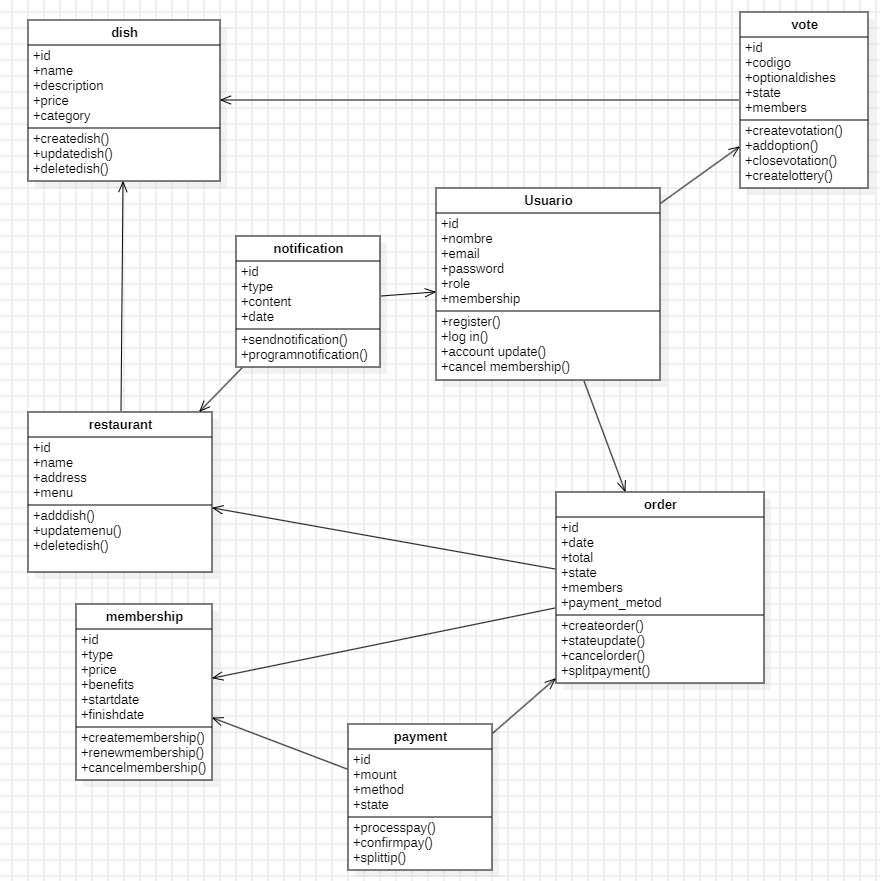 dish
+id
+name
+description
+price
+category
+createdish()
+updatedish()
+deletedish()
vote
+id
+codigo
+optionaldishes
+state
+members
+createvotation()
+addoption()
+closevotation()
+createlottery()
Usuario
+id
+nombre
+email
+password
+role
+membership
+register()
+log in()
+account update()
+cancel membership()
notification
+id
+type
+content
+date
+sendnotification()
+programnotification()
restaurant
+id
+name
+address
+menu
+adddish()
+updatemenu()
+deletedish()
order
+id
+date
+total
+state
+members
+payment_metod
+createorder()
+stateupdate()
+cancelorder()
+splitpayment()
membership
+id
+type
+price
+benefits
+startdate
+finishdate
+creatememberhip()
+renewmembership()
+cancelmembership()
payment
+id
+mount
+method
+state
+processpay()
+confirmpay()
+splittip()